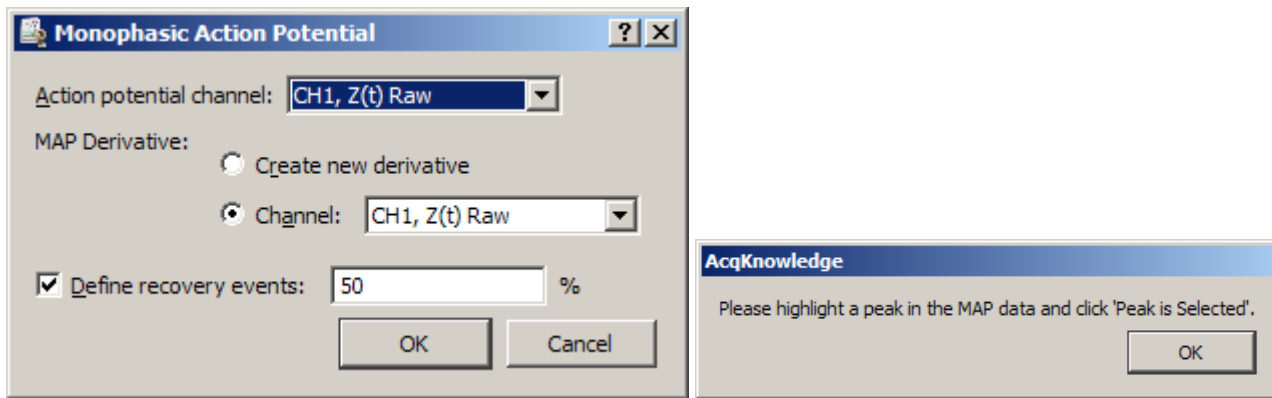 Monophasic Action Potential
Action potential channel: CH1, Z(t) Raw
MAP Derivative:
Create new derivative
Channel: CH1, Z(t) Raw
Define recovery events: 50 %
OK Cancel
AcqKnowledge
Please highlight a peak in the MAP data and click 'Peak is Selected'.
OK